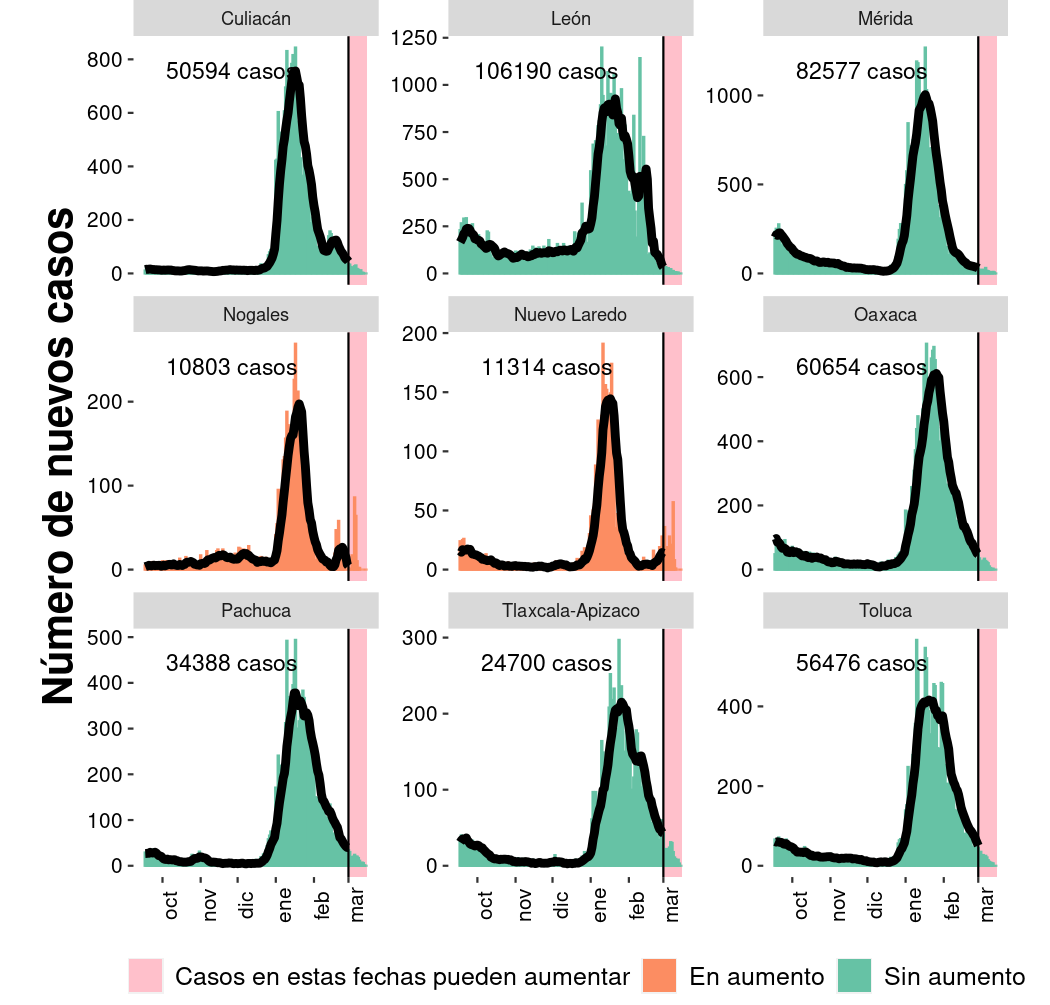 Número de nuevos casos
Culiacán
León
Mérida
800
600
400
200
0
50594 casos
1250
1000
750
500
250
0
106190 casos
1000
500
0
82577 casos
Nogales
Nuevo Laredo
Oaxaca
200
100
0
10803 casos
200
150
100
50
0
11314 casos
600
400
200
0
60654 casos
Pachuca
Tlaxcala-Apizaco
Toluca
500
400
300
200
100
0
34388 casos
300
200
100
0
24700 casos
400
200
0
56476 casos
oct
nov
dic
ene
feb
mar
oct
nov
dic
ene
feb
mar
oct
nov
dic
ene
feb
mar
Casos en estas fechas pueden aumentar
En aumento
Sin aumento